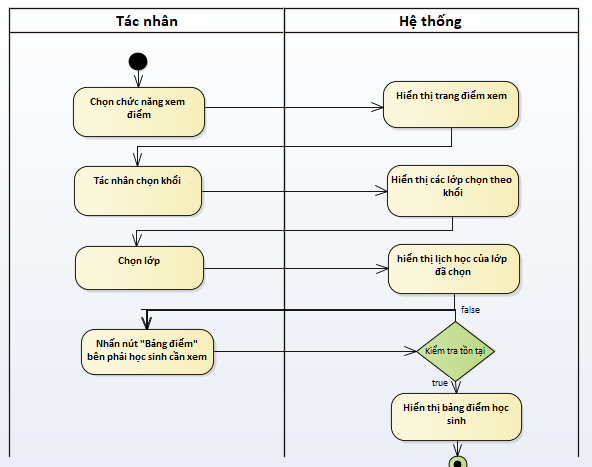 Tác nhân
Hệ thống
Chọn chức năng xem
điểm
Hiển thị trang điểm xem
Tác nhân chọn khối
Hiển thị các lớp chọn theo
khối
Chọn lớp
hiển thị lịch học của lớp
đã chọn
false
Nhấn nút "Bảng điểm"
bên phải học sinh cần xem
Kiểm tra tồn tại
true
Hiển thị bảng điểm học
sinh